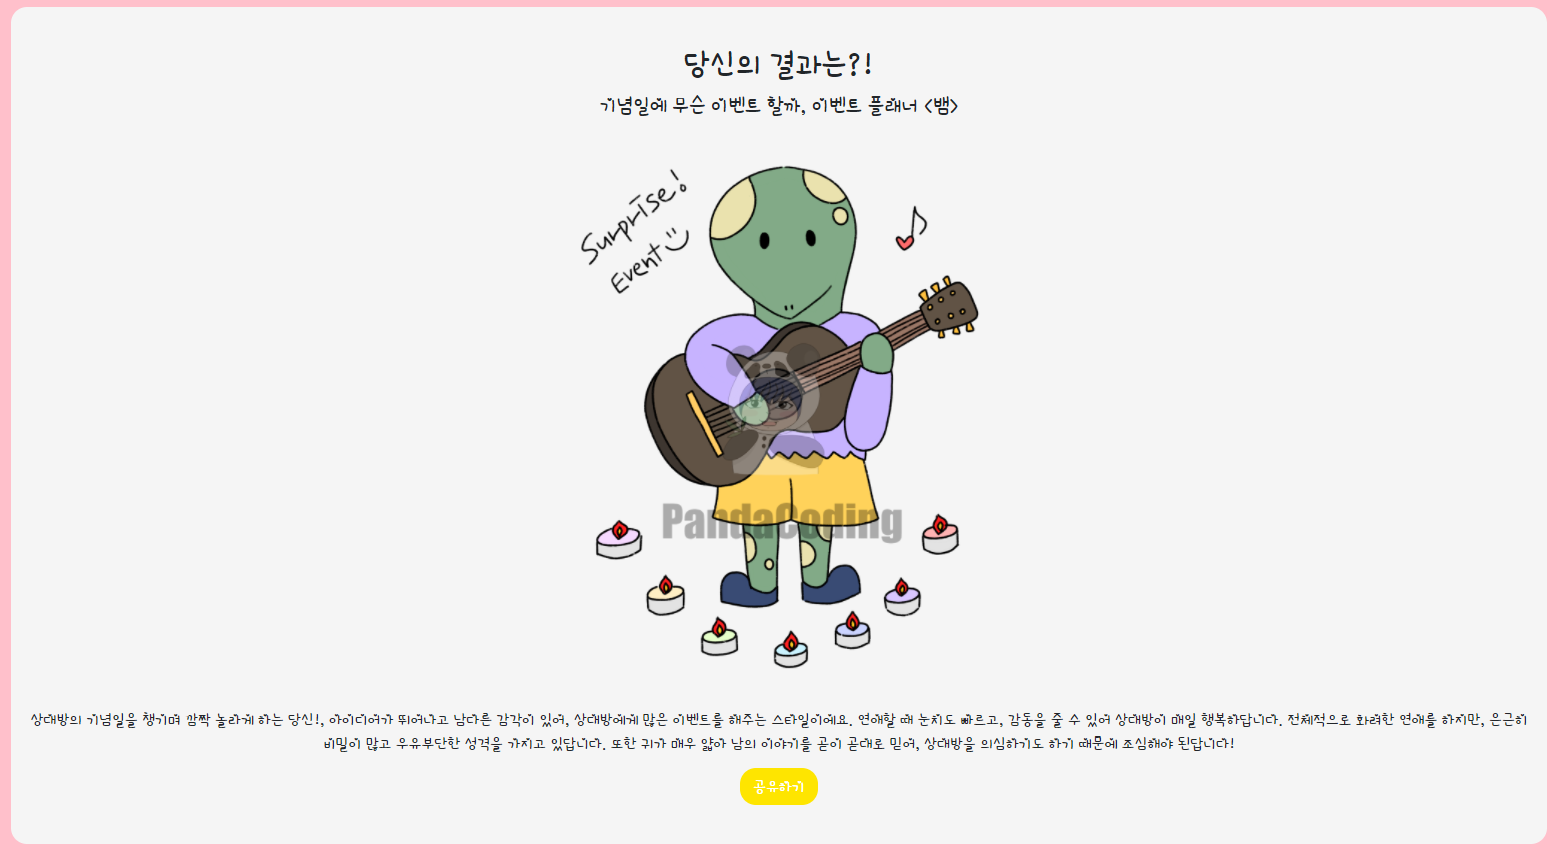 당신의 결과는?!
기념일에 무슨 이벤트 할까, 이벤트 플래너 <뱀>
Surprise!
Event
PandaCoding
상대방의 기념일을 챙기며 깜짝 놀라게 하는 당신!, 아이디어가 뛰어나고 남다른 감각이 있어, 상대방에게 많은 이벤트를 해주는 스타일이에요. 연애할 때 눈치도 빠르고, 감동을 줄 수 있어 상대방이 매일 행복하답니다. 전체적으로 화려한 연애를 하지만, 은근히
비밀이 많고 우유부단한 성격을 가지고 있답니다. 또한 귀가 매우 얇아 남의 이야기를 곧이 곧대로 믿어, 상대방을 의심하기도 하기 때문에 조심해야 된답니다!
공유하기